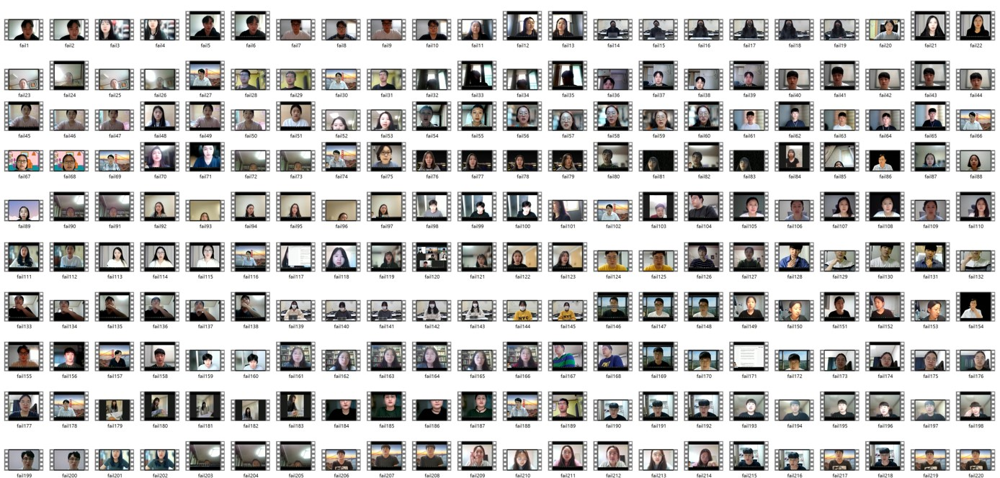 fail1 fail2 fail3 fail4 fail5 fail6 fail7 fail8 fail9 fail10 fail11 fail12 fail13 fail14 fail15 fail16 fail17 fail18 fail19 fail20 fail21 fail22
fail23 fail24 fail25 fail26 fail27 fail28 fail29 fail30 fail31 fail32 fail33 fail34 fail35 fail36 fail37 fail38 fail39 fail40 fail41 fail42 fail43 fail44
fail45 fail46 fail47 fail48 fail49 fail50 fail51 fail52 fail53 fail54 fail55 fail56 fail57 fail58 fail59 fail60 fail61 fail62 fail63 fail64 fail65 fail66
fail67 fail68 fail69 fail70 fail71 fail72 fail73 fail74 fail75 fail76 fail77 fail78 fail79 fail80 fail81 fail82 fail83 fail84 fail85 fail86 fail87 fail88
fail89 fail90 fail91 fail92 fail93 fail94 fail95 fail96 fail97 fail98 fail99 fail100 fail101 fail102 fail103 fail104 fail105 fail106 fail107 fail108 fail109 fail110
fail111 fail112 fail113 fail114 fail115 fail116 fail117 fail118 fail119 fail120 fail121 fail122 fail123 fail124 fail125 fail126 fail127 fail128 fail129 fail130 fail131 fail132
NYC
fail133 fail134 fail135 fail136 fail137 fail138 fail139 fail140 fail141 fail142 fail143 fail144 fail145 fail146 fail147 fail148 fail149 fail150 fail151 fail152 fail153 fail154
fail155 fail156 fail157 fail158 fail159 fail160 fail161 fail162 fail163 fail164 fail165 fail166 fail167 fail168 fail169 fail170 fail171 fail172 fail173 fail174 fail175 fail176
fail177 fail178 fail179 fail180 fail181 fail182 fail183 fail184 fail185 fail186 fail187 fail188 fail189 fail190 fail191 fail192 fail193 fail194 fail195 fail196 fail197 fail198
fail199 fail200 fail201 fail202 fail203 fail204 fail205 fail206 fail207 fail208 fail209 fail210 fail211 fail212 fail213 fail214 fail215 fail216 fail217 fail218 fail219 fail220